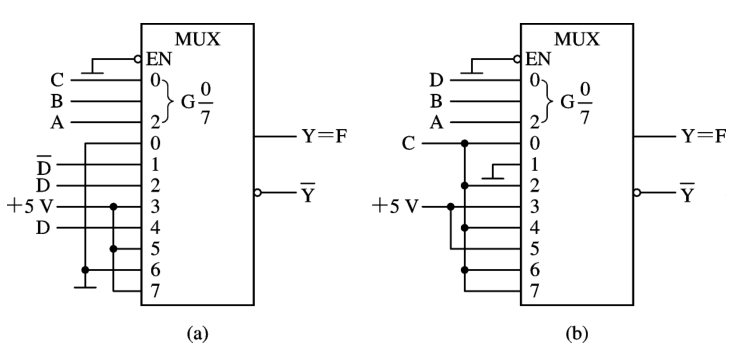 MUX
EN
C 0
B G 0/7
A 2
0
D̅ 1
D 2
+5 V 3
D 4
5
6
7
Y=F
Y̅
(a)
MUX
EN
D 0
B G 0/7
A 2
C 0
1
2
+5 V 3
4
5
6
7
Y=F
Y̅
(b)